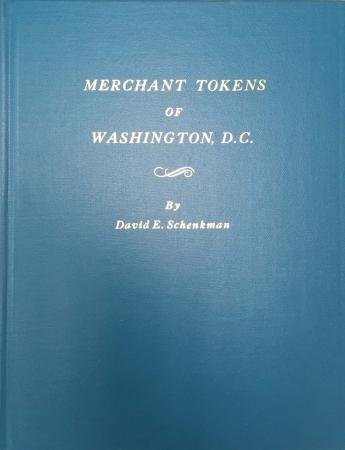 MERCHANT TOKENS
OF
WASHINGTON, D.C.
By
David E. Schenkman